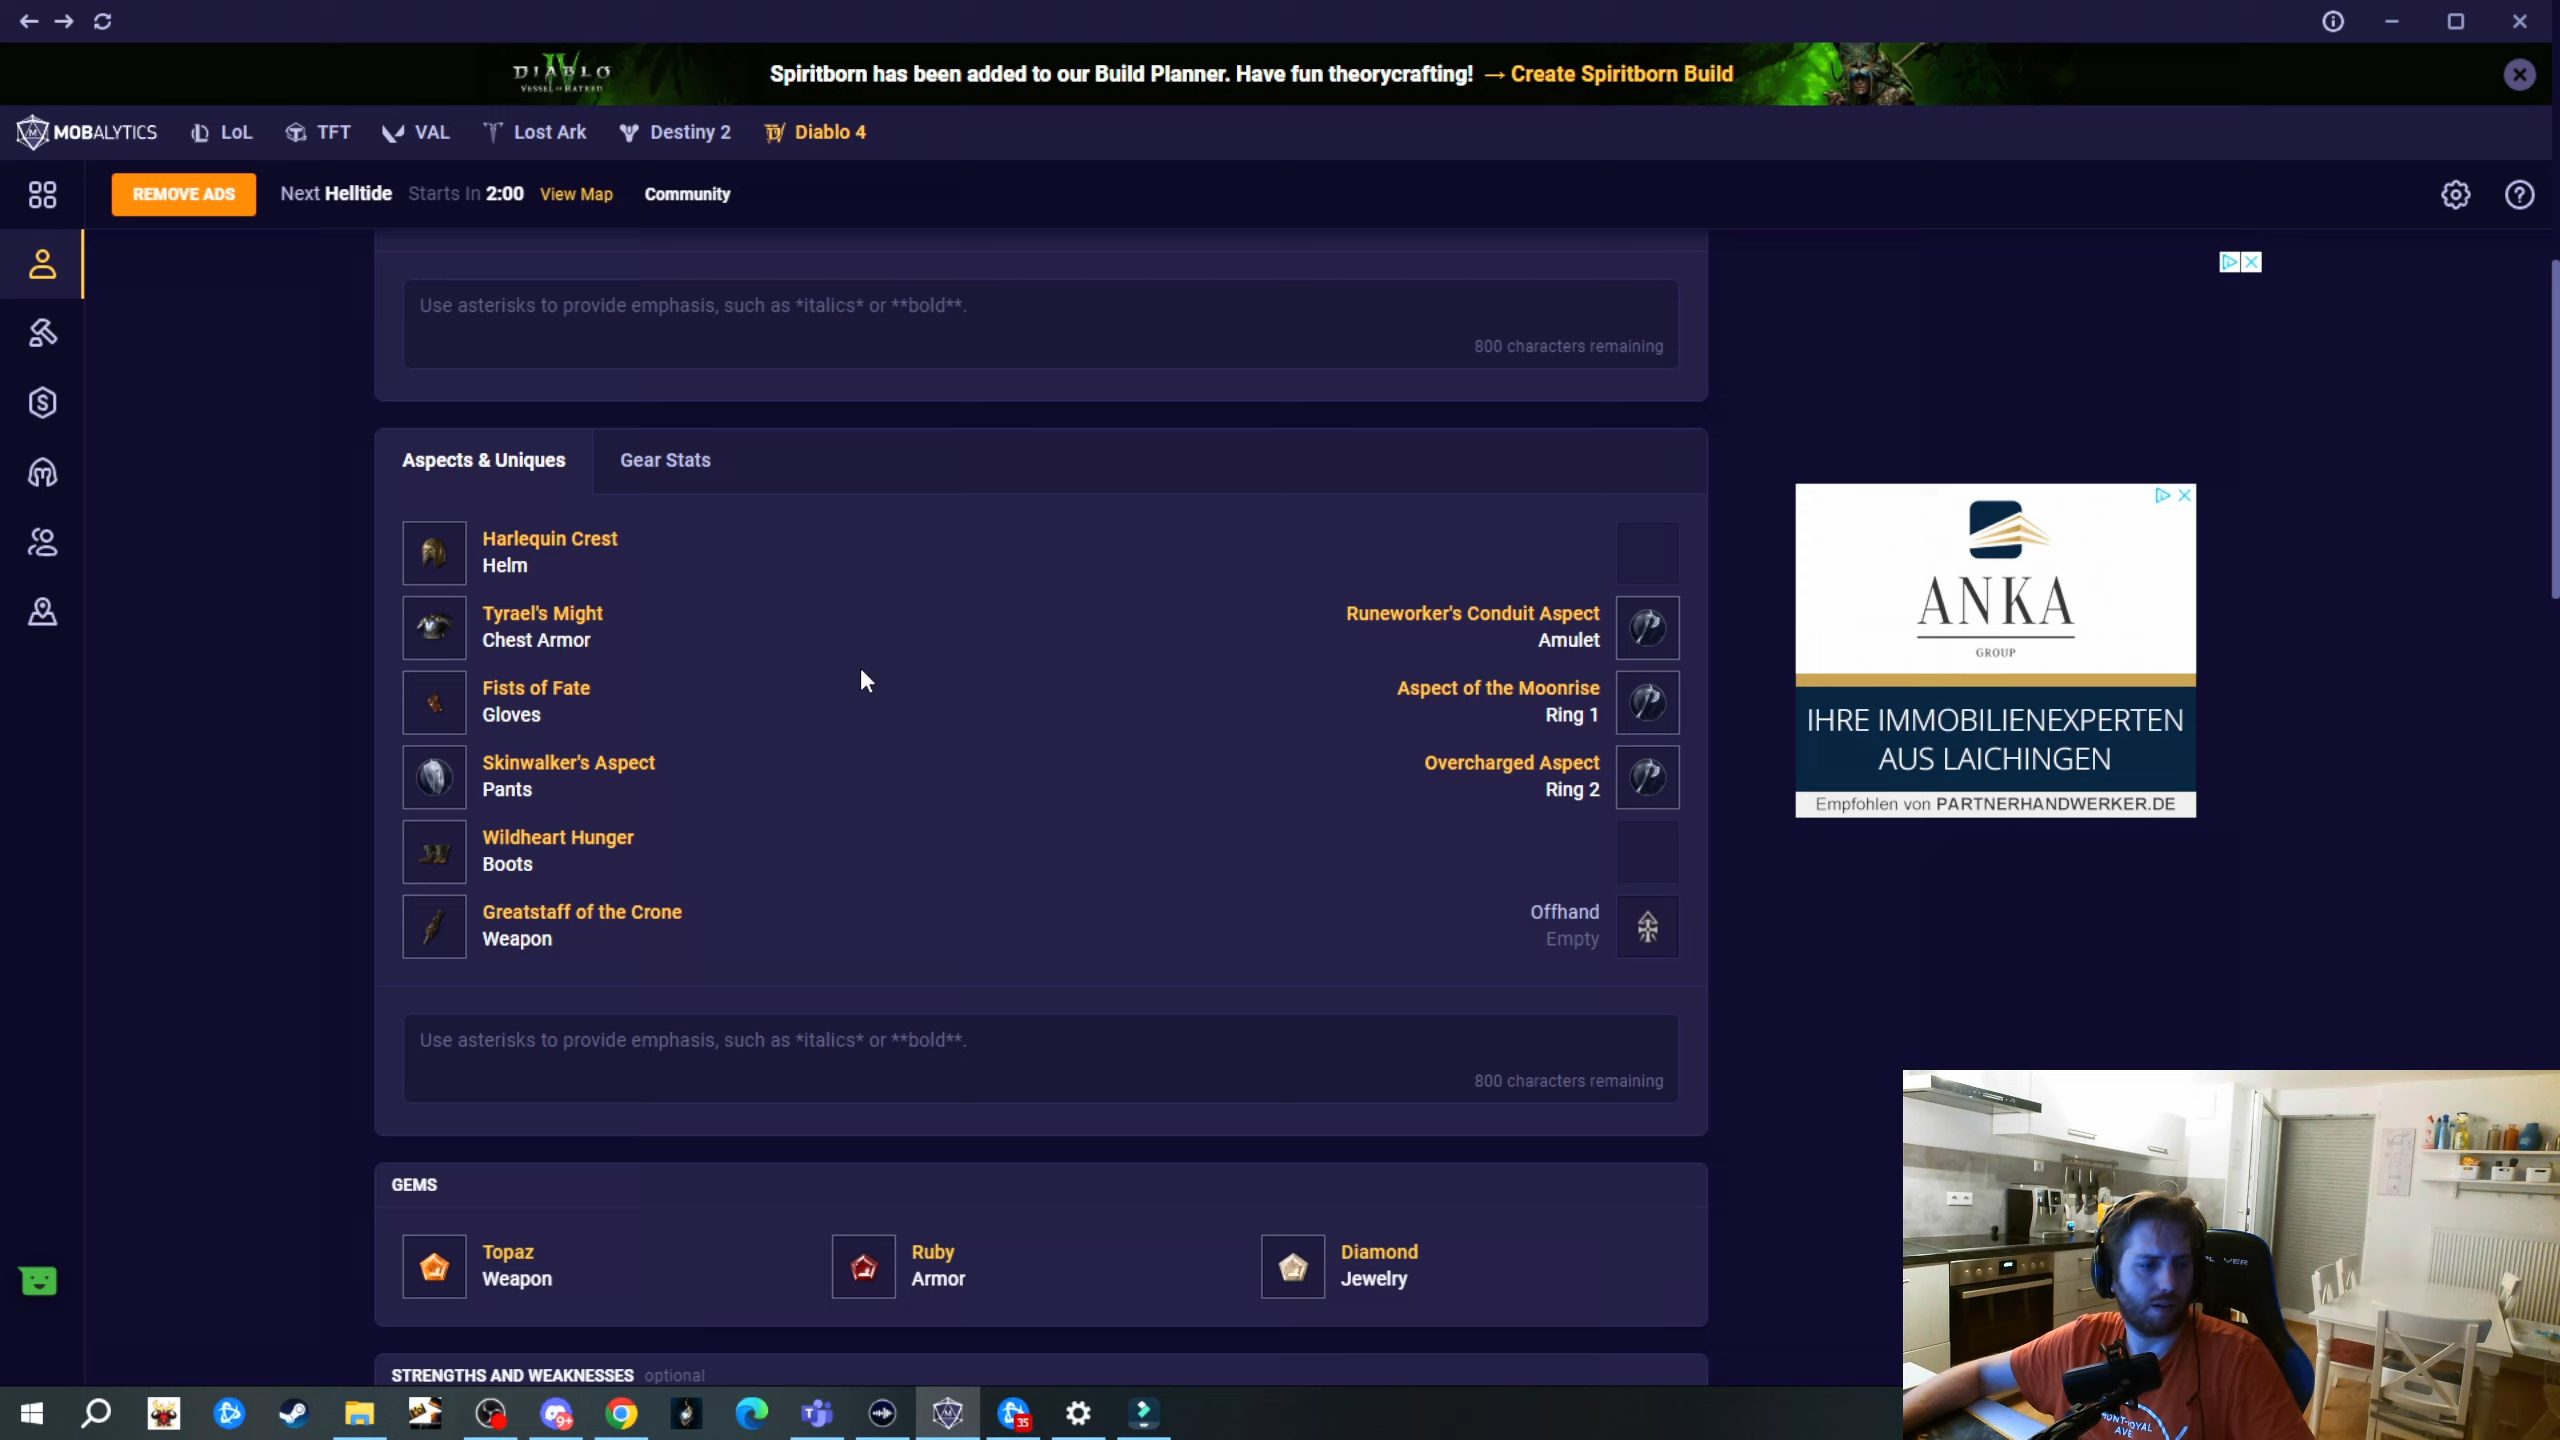 DIABLO
VESSEL OF HATRED
Spiritborn has been added to our Build Planner. Have fun theorycrafting! → Create Spiritborn Build
MOBALYTICS LoL TFT VAL Lost Ark Destiny 2 Diablo 4
REMOVE ADS Next Helltide Starts In 2:00 View Map Community
Use asterisks to provide emphasis, such as *italics* or **bold**.
800 characters remaining
Aspects & Uniques Gear Stats
Harlequin Crest
Helm
Tyrael's Might
Chest Armor
Runeworker's Conduit Aspect
Amulet
Fists of Fate
Gloves
Aspect of the Moonrise
Ring 1
Skinwalker's Aspect
Pants
Overcharged Aspect
Ring 2
Wildheart Hunger
Boots
Greatstaff of the Crone
Weapon
Offhand
Empty
Use asterisks to provide emphasis, such as *italics* or **bold**.
800 characters remaining
GEMS
Topaz
Weapon
Ruby
Armor
Diamond
Jewelry
STRENGTHS AND WEAKNESSES optional
ANKA
GROUP
IHRE IMMOBILIENEXPERTEN
AUS LAICHINGEN
Empfohlen von PARTNERHANDWERKER.DE
9+
35